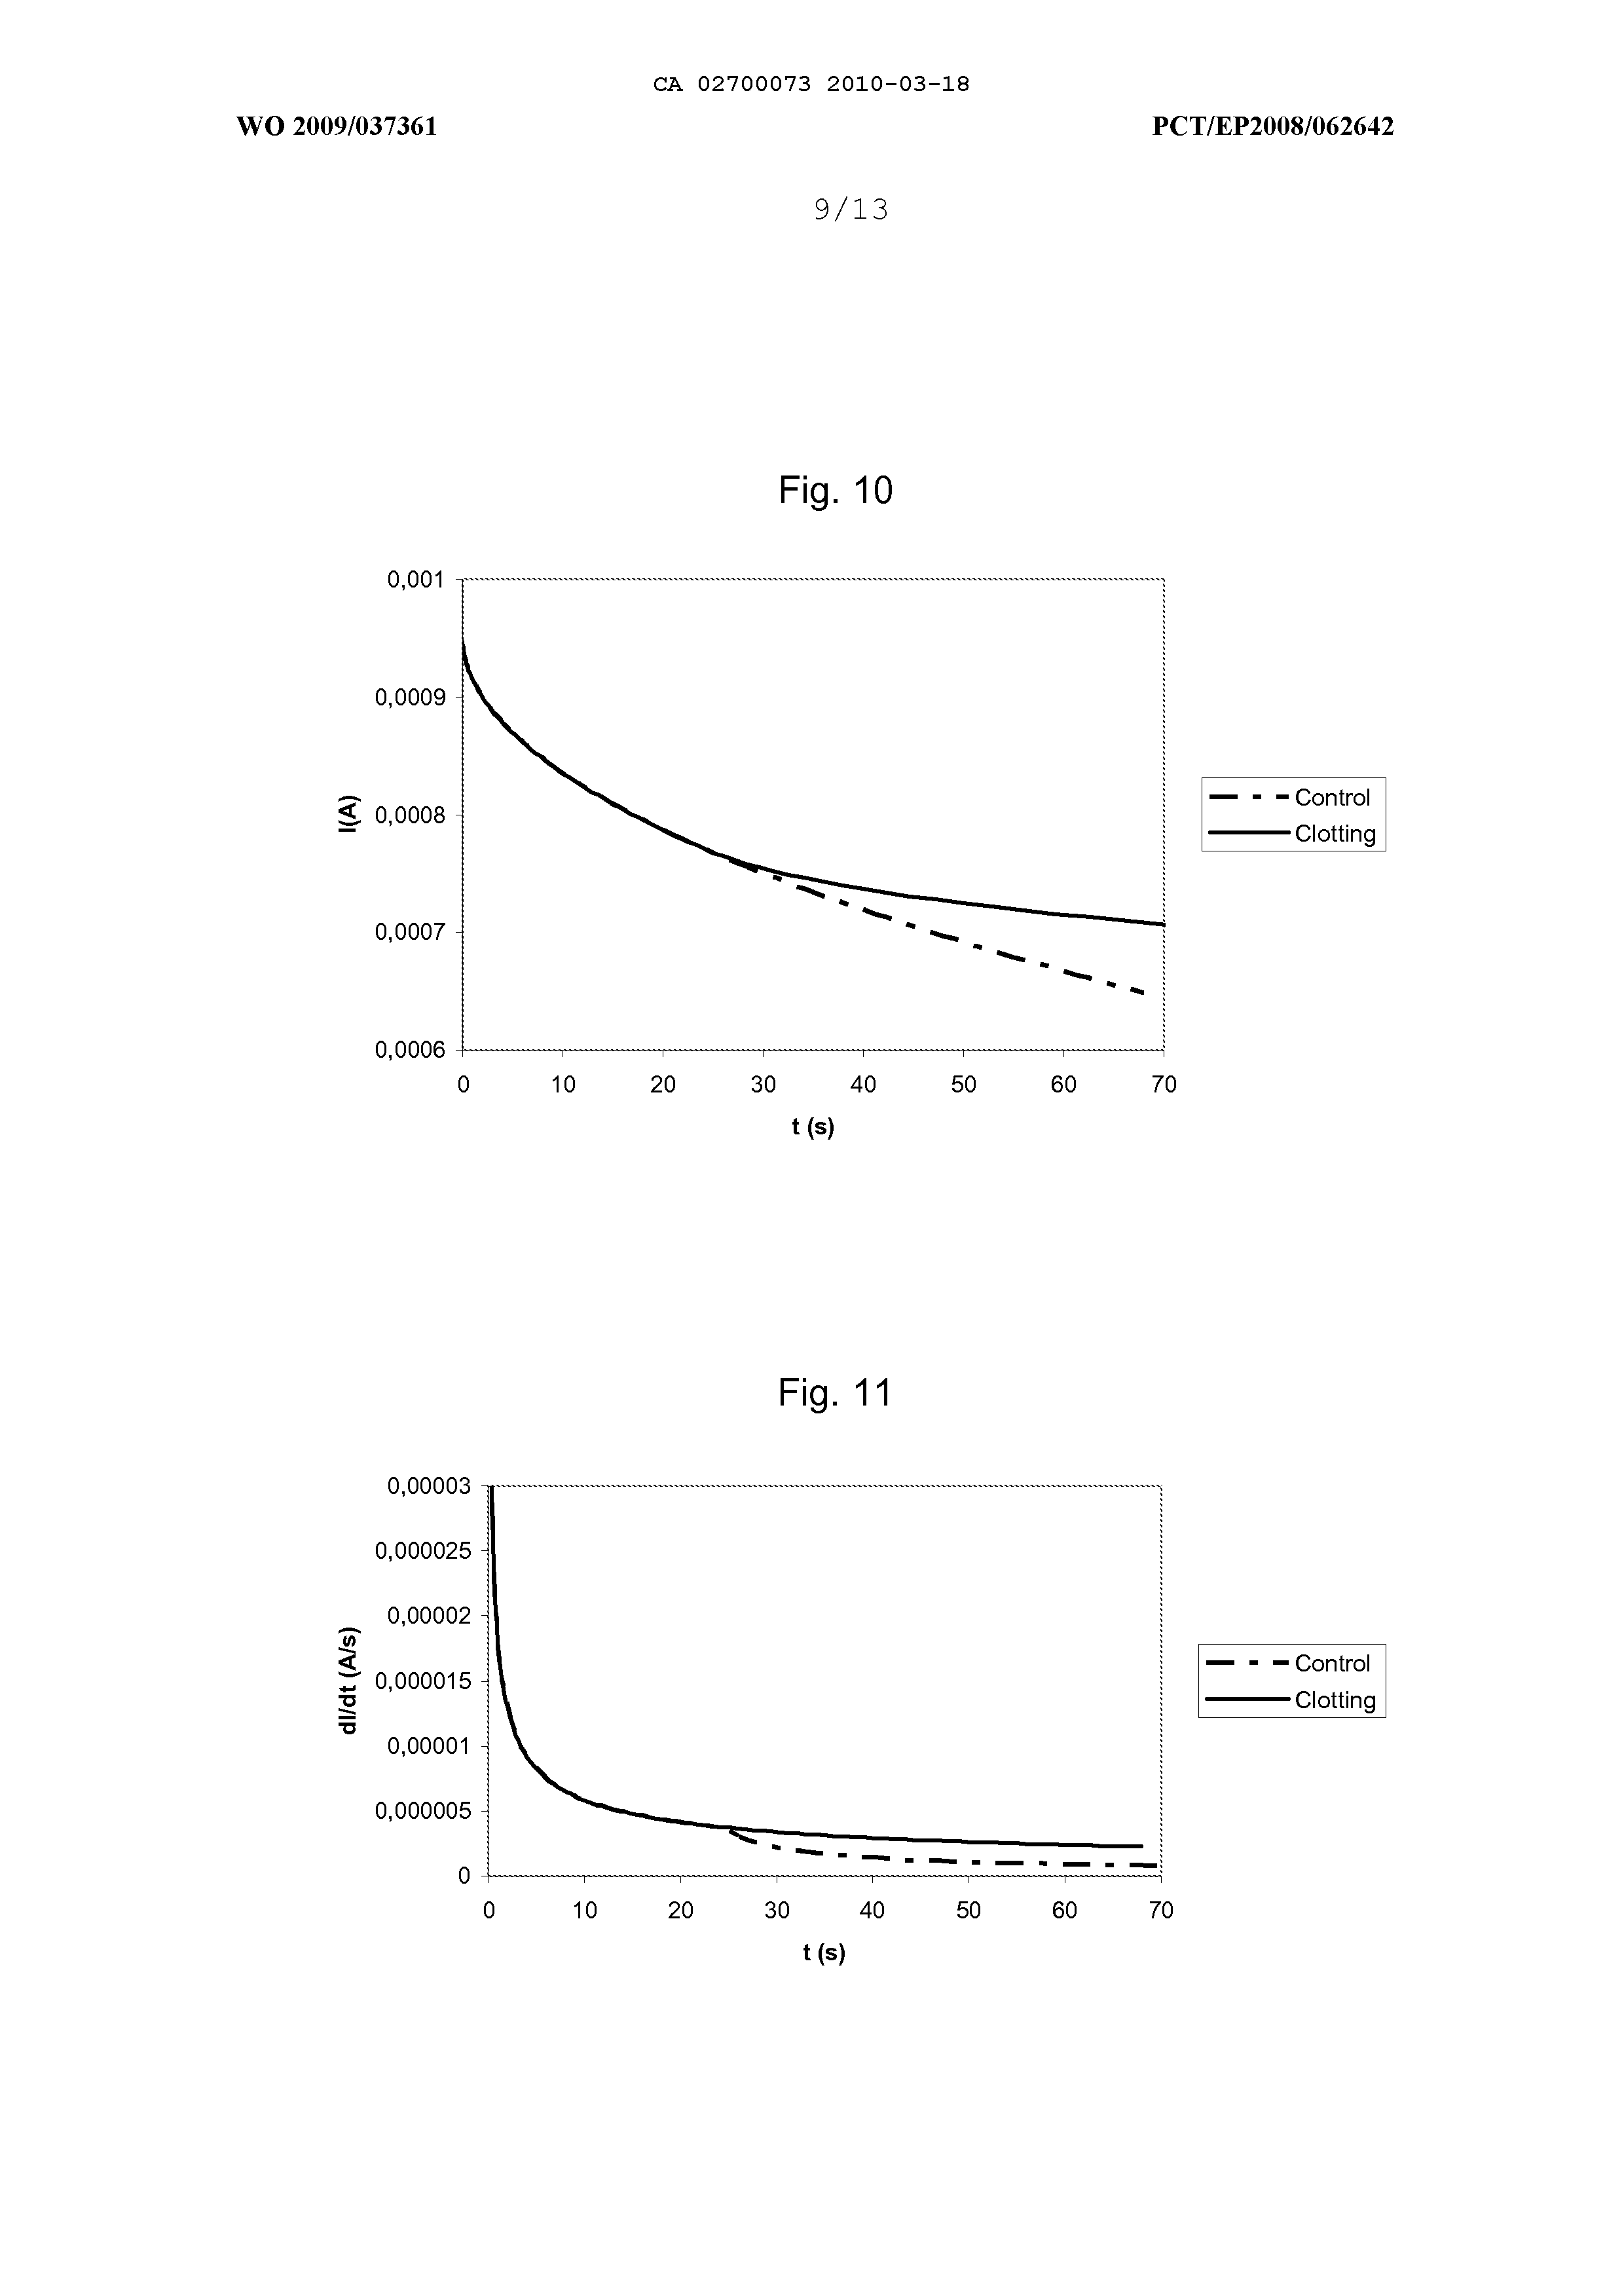 CA 02700073 2010-03-18
WO 2009/037361
PCT/EP2008/062642
9/13
Fig. 10
0,001
0,0009
0,0008
0,0007
0,0006
I(A)
0 10 20 30 40 50 60 70
t (s)
Control
Clotting
Fig. 11
0,00003
0,000025
0,00002
0,000015
0,00001
0,000005
0
dI/dt (A/s)
0 10 20 30 40 50 60 70
t (s)
Control
Clotting